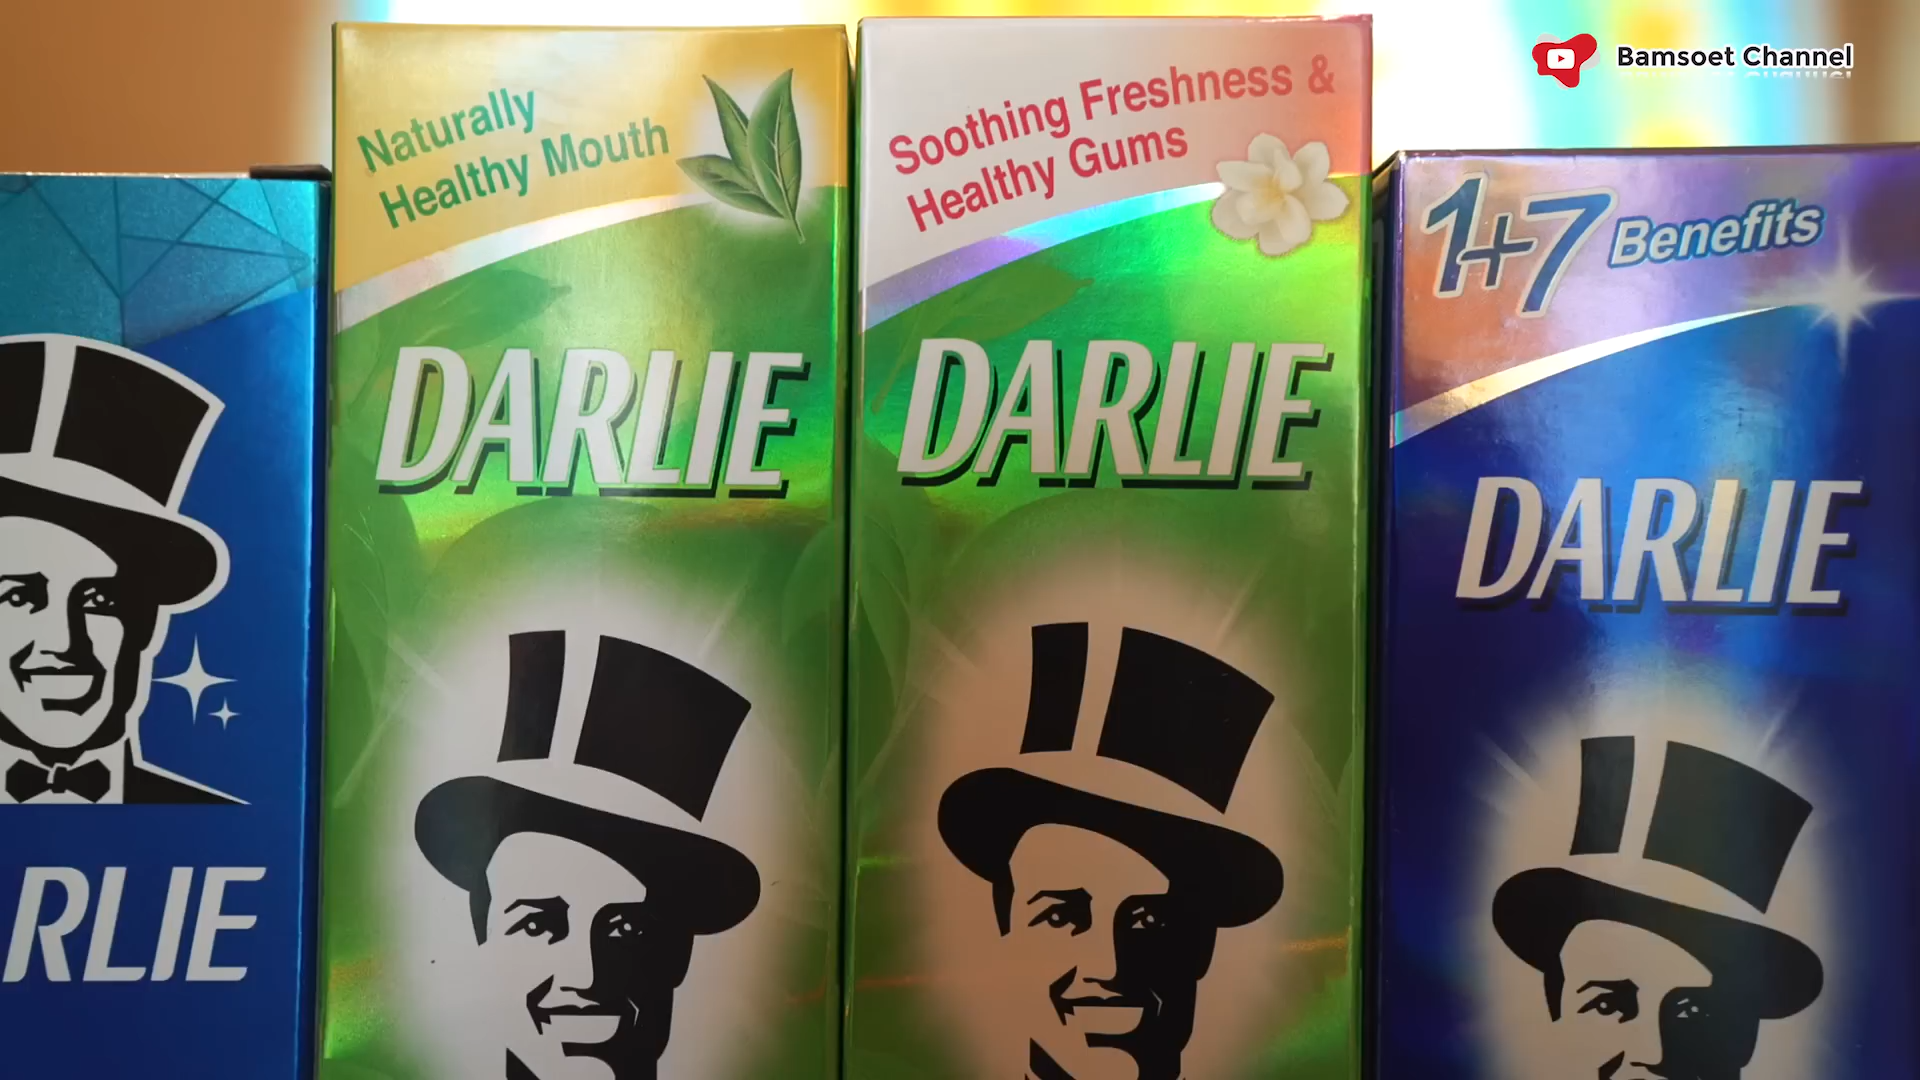 Bamsoet Channel
RLIE
Naturally
Healthy Mouth
DARLIE
Soothing Freshness &
Healthy Gums
DARLIE
1+7 Benefits
DARLIE